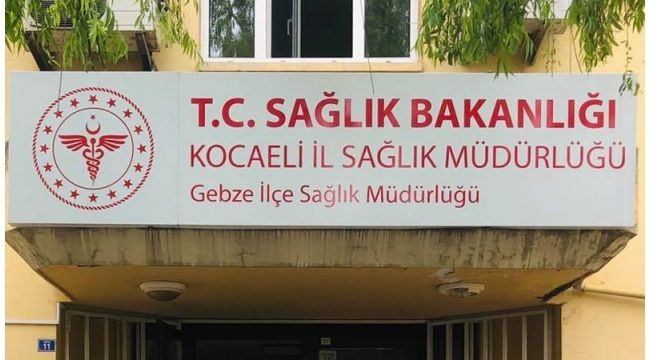 T.C. SAĞLIK BAKANLIĞI
KOCAELİ İL SAĞLIK MÜDÜRLÜĞÜ
Gebze İlçe Sağlık Müdürlüğü
11